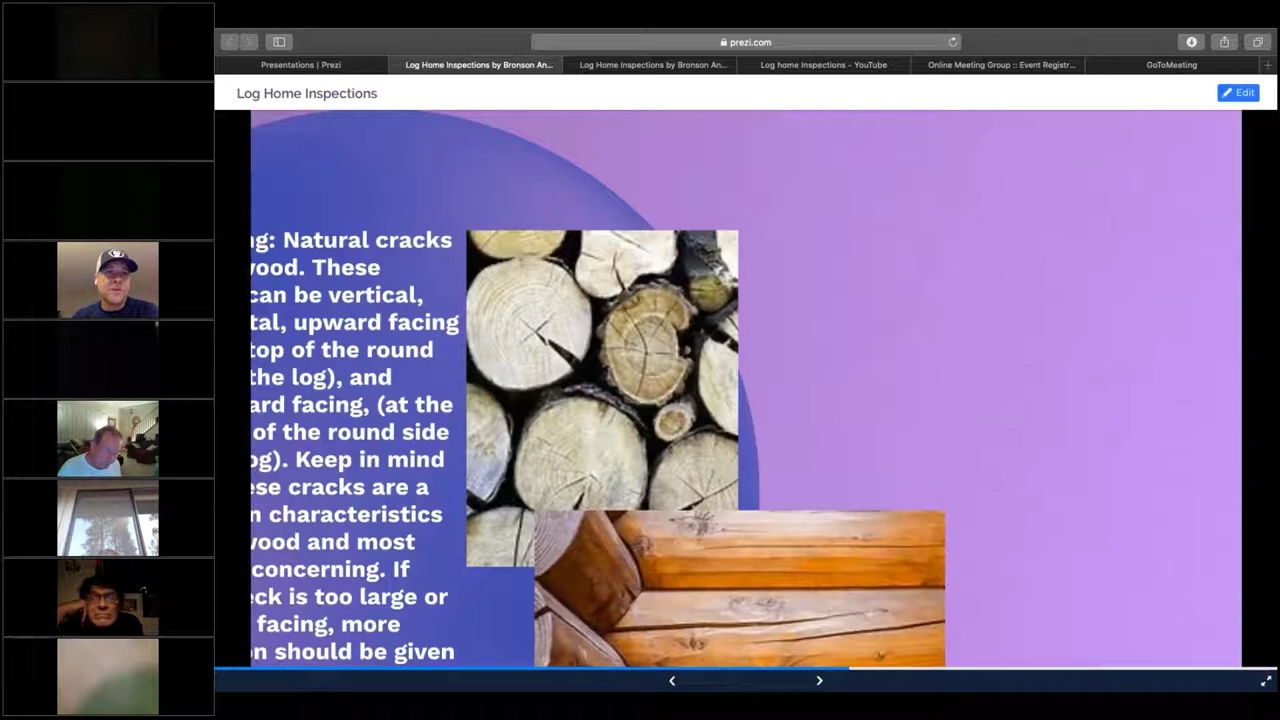 prezi.com
Presentations | Prezi
Log Home Inspections by Bronson An...
Log Home Inspections by Bronson An...
Log home Inspections - YouTube
Online Meeting Group :: Event Registr...
GoToMeeting
Log Home Inspections
Edit
ng: Natural cracks
wood. These
can be vertical,
tal, upward facing
top of the round
the log), and
ard facing, (at the
of the round side
og). Keep in mind
ese cracks are a
n characteristics
wood and most
concerning. If
eck is too large or
facing, more
on should be given